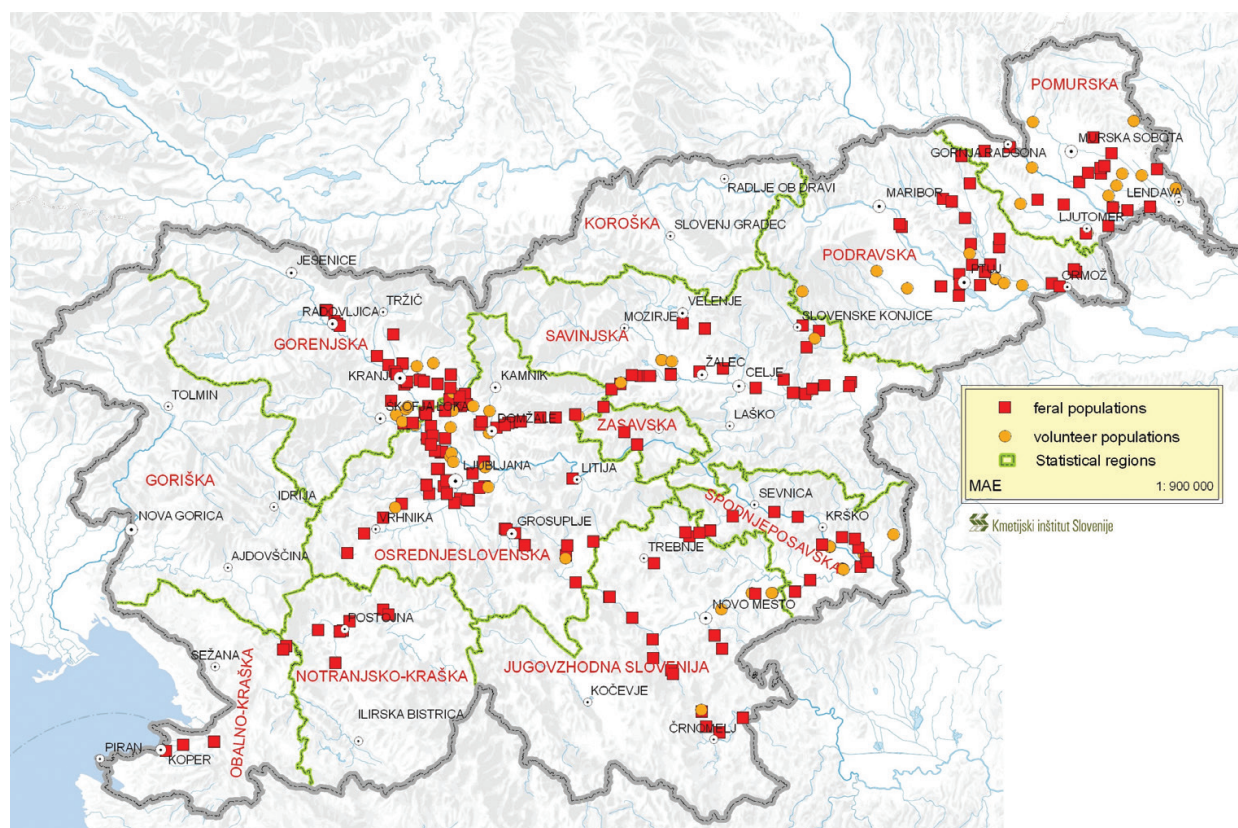 POMURSKA
MURSKA SOBOTA
GORNJA RADGONA
RADLJE OB DRAVI
MARIBOR
LENDAVA
KOROŠKA
SLOVENJ GRADEC
LJUTOMER
PODRAVSKA
JESENICE
PTUJ
ORMOŽ
TRŽIČ
RADOVLJICA
VELENJE
MOZIRJE
SLOVENSKE KONJICE
SAVINJSKA
GORENJSKA
KRANJ
KAMNIK
ŽALEC
CELJE
TOLMIN
ŠKOFJA LOKA
DOMŽALE
LAŠKO
ZASAVSKA
LJUBLJANA
LITIJA
GORIŠKA
IDRIJA
SEVNICA
SPODNJEPOSAVSKA
KRŠKO
NOVA GORICA
VRHNIKA
GROSUPLJE
OSREDNJESLOVENSKA
TREBNJE
AJDOVŠČINA
NOVO MESTO
POSTOJNA
SEŽANA
NOTRANJSKO-KRAŠKA
JUGOVZHODNA SLOVENIJA
KOČEVJE
OBALNO-KRAŠKA
ILIRSKA BISTRICA
ČRNOMELJ
PIRAN
KOPER
feral populations
volunteer populations
Statistical regions
MAE 1: 900 000
Kmetijski inštitut Slovenije